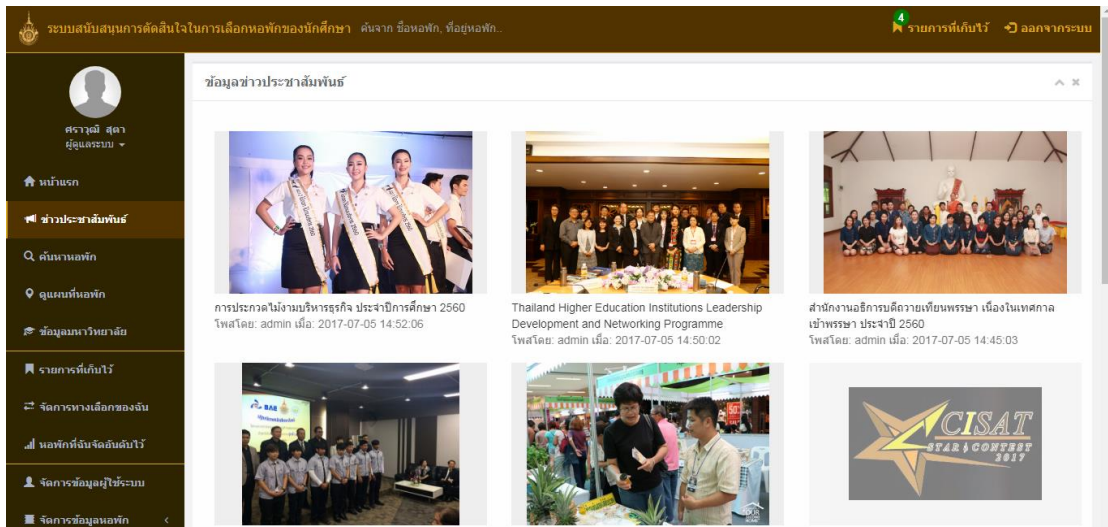 ระบบสนับสนุนการตัดสินใจในการเลือกหอพักของนักศึกษา ค้นจาก ชื่อหอพัก, ที่อยู่หอพัก..
4
รายการที่เก็บไว้ ออกจากระบบ
ศราวุฒิ สุดา
ผู้ดูแลระบบ
หน้าแรก
ข่าวประชาสัมพันธ์
ค้นหาหอพัก
ดูแผนที่หอพัก
ข้อมูลมหาวิทยาลัย
รายการที่เก็บไว้
จัดการทางเลือกของฉัน
หอพักที่ฉันจัดอันดับไว้
จัดการข้อมูลผู้ใช้ระบบ
จัดการข้อมูลหอพัก
ข้อมูลข่าวประชาสัมพันธ์
การประกวดไม้งามบริหารธุรกิจ ประจำปีการศึกษา 2560
โพสโดย: admin เมื่อ: 2017-07-05 14:52:06
Thailand Higher Education Institutions Leadership
Development and Networking Programme
โพสโดย: admin เมื่อ: 2017-07-05 14:50:02
สำนักงานอธิการบดีถวายเทียนพรรษา เนื่องในเทศกาล
เข้าพรรษา ประจำปี 2560
โพสโดย: admin เมื่อ: 2017-07-05 14:45:03
BAE
50
CISAT
STAR CONTEST
2017